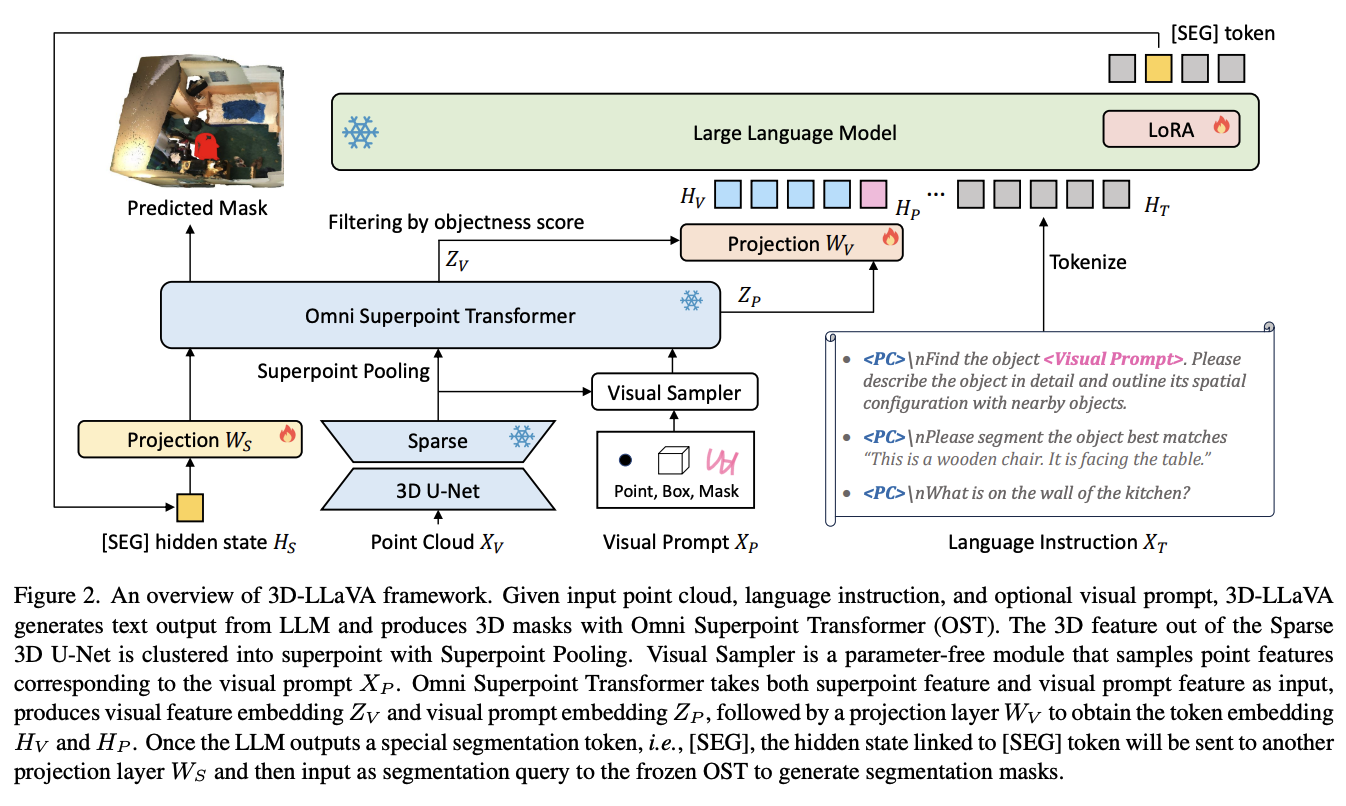 [SEG] token
Large Language Model
LoRA
Predicted Mask
H_V
H_P
...
H_T
Filtering by objectness score
Projection W_V
Z_V
Tokenize
Z_P
Omni Superpoint Transformer
Superpoint Pooling
Visual Sampler
• <PC>\nFind the object <Visual Prompt>. Please
describe the object in detail and outline its spatial
configuration with nearby objects.
• <PC>\nPlease segment the object best matches
“This is a wooden chair. It is facing the table.”
• <PC>\nWhat is on the wall of the kitchen?
Projection W_S
Sparse
3D U-Net
Point, Box, Mask
[SEG] hidden state H_S
Point Cloud X_V
Visual Prompt X_P
Language Instruction X_T
Figure 2. An overview of 3D-LLaVA framework. Given input point cloud, language instruction, and optional visual prompt, 3D-LLaVA
generates text output from LLM and produces 3D masks with Omni Superpoint Transformer (OST). The 3D feature out of the Sparse
3D U-Net is clustered into superpoint with Superpoint Pooling. Visual Sampler is a parameter-free module that samples point features
corresponding to the visual prompt X_P. Omni Superpoint Transformer takes both superpoint feature and visual prompt feature as input,
produces visual feature embedding Z_V and visual prompt embedding Z_P, followed by a projection layer W_V to obtain the token embedding
H_V and H_P. Once the LLM outputs a special segmentation token, i.e., [SEG], the hidden state linked to [SEG] token will be sent to another
projection layer W_S and then input as segmentation query to the frozen OST to generate segmentation masks.